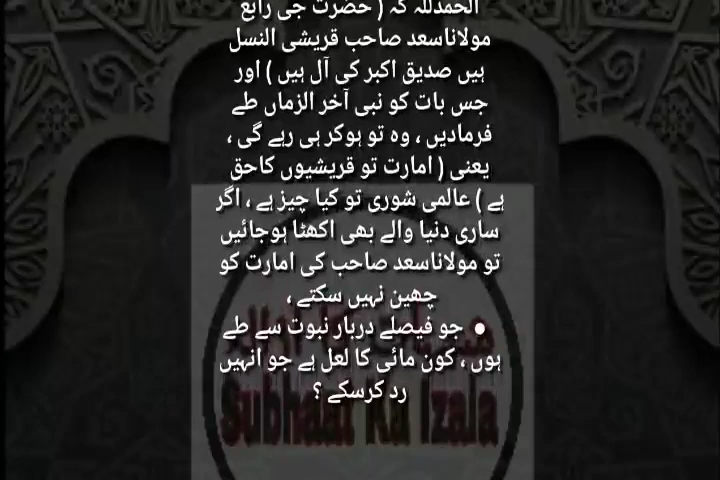 الحمدللہ کہ ( حضرت جی رابع
مولاناسعد صاحب قریشی النسل
ہیں صدیق اکبر کی آل ہیں ) اور
جس بات کو نبی آخر الزماں طے
فرمادیں ، وہ تو ہوکر ہی رہے گی ،
یعنی ( امارت تو قریشیوں کاحق
ہے ) عالمی شوری تو کیا چیز ہے ، اگر
ساری دنیا والے بھی اکھٹا ہوجائیں
تو مولاناسعد صاحب کی امارت کو
چھین نہیں سکتے ،
● جو فیصلے دربار نبوت سے طے
ہوں ، کون مائی کا لعل ہے جو انہیں
رد کرسکے ؟
Subhaat Ka Izala